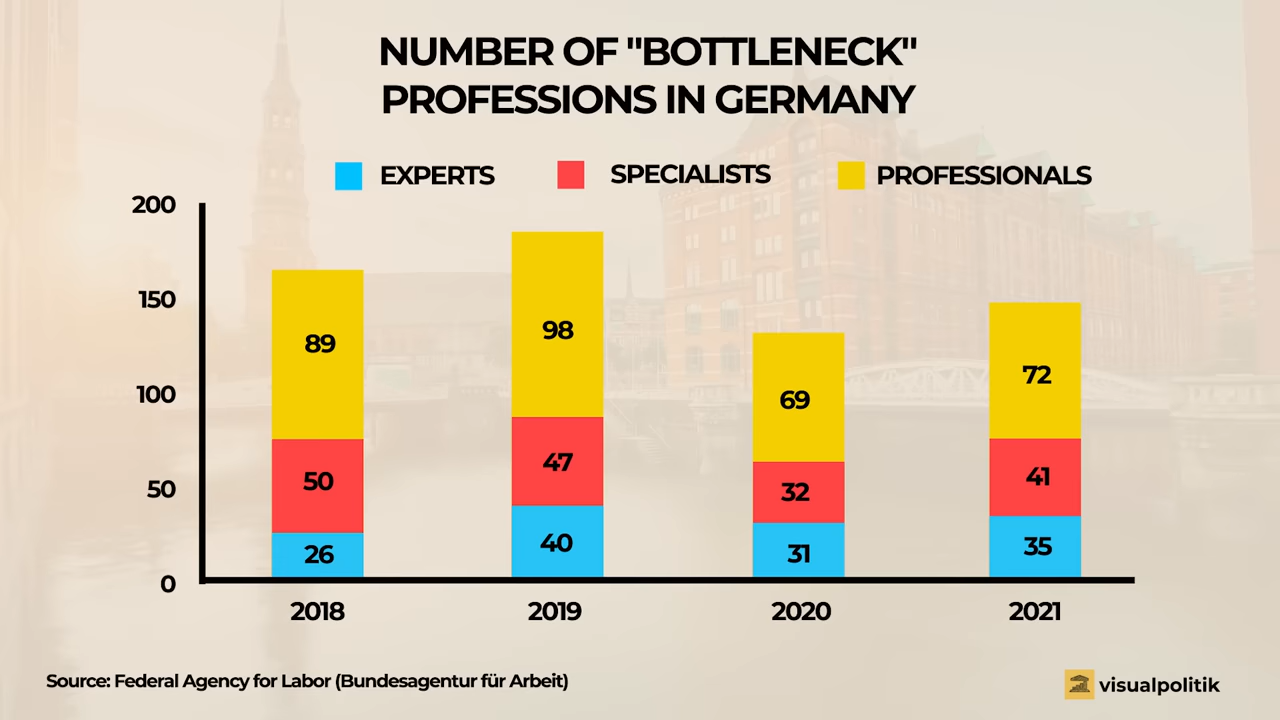 NUMBER OF "BOTTLENECK"
PROFESSIONS IN GERMANY
EXPERTS SPECIALISTS PROFESSIONALS
200
150
100
50
0
89 98 69 72
50 47 32 41
26 40 31 35
2018 2019 2020 2021
Source: Federal Agency for Labor (Bundesagentur für Arbeit)
visualpolitik